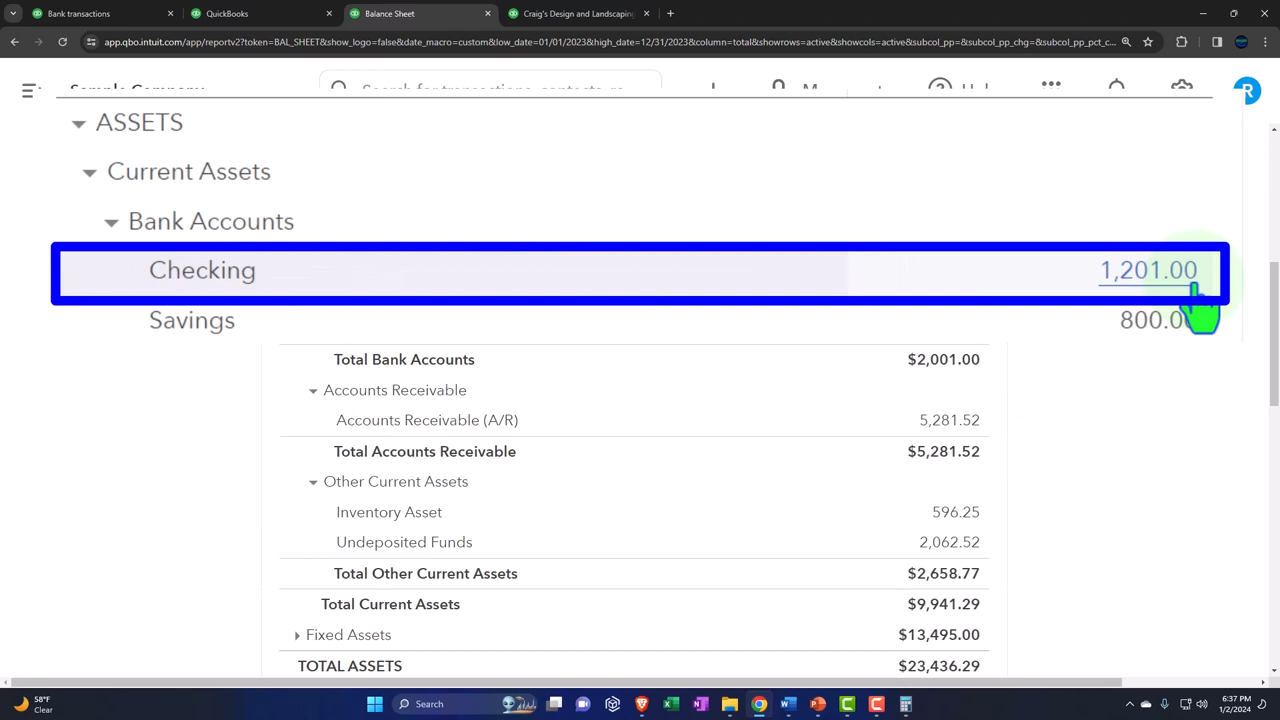 Bank transactions
QuickBooks
Balance Sheet
Craig's Design and Landscaping
app.qbo.intuit.com/app/reportv2?token=BAL_SHEET&show_logo=false&date_macro=custom&low_date=01/01/2023&high_date=12/31/2023&column=total&showrows=active&showcols=active&subcol_pp=&subcol_pp_chg=&subcol_pp_pct_c...
R
ASSETS
Current Assets
Bank Accounts
Checking 1,201.00
Savings 800.00
Total Bank Accounts $2,001.00
Accounts Receivable
Accounts Receivable (A/R) 5,281.52
Total Accounts Receivable $5,281.52
Other Current Assets
Inventory Asset 596.25
Undeposited Funds 2,062.52
Total Other Current Assets $2,658.77
Total Current Assets $9,941.29
Fixed Assets $13,495.00
TOTAL ASSETS $23,436.29
58°F
Clear
Search
6:37 PM
1/2/2024